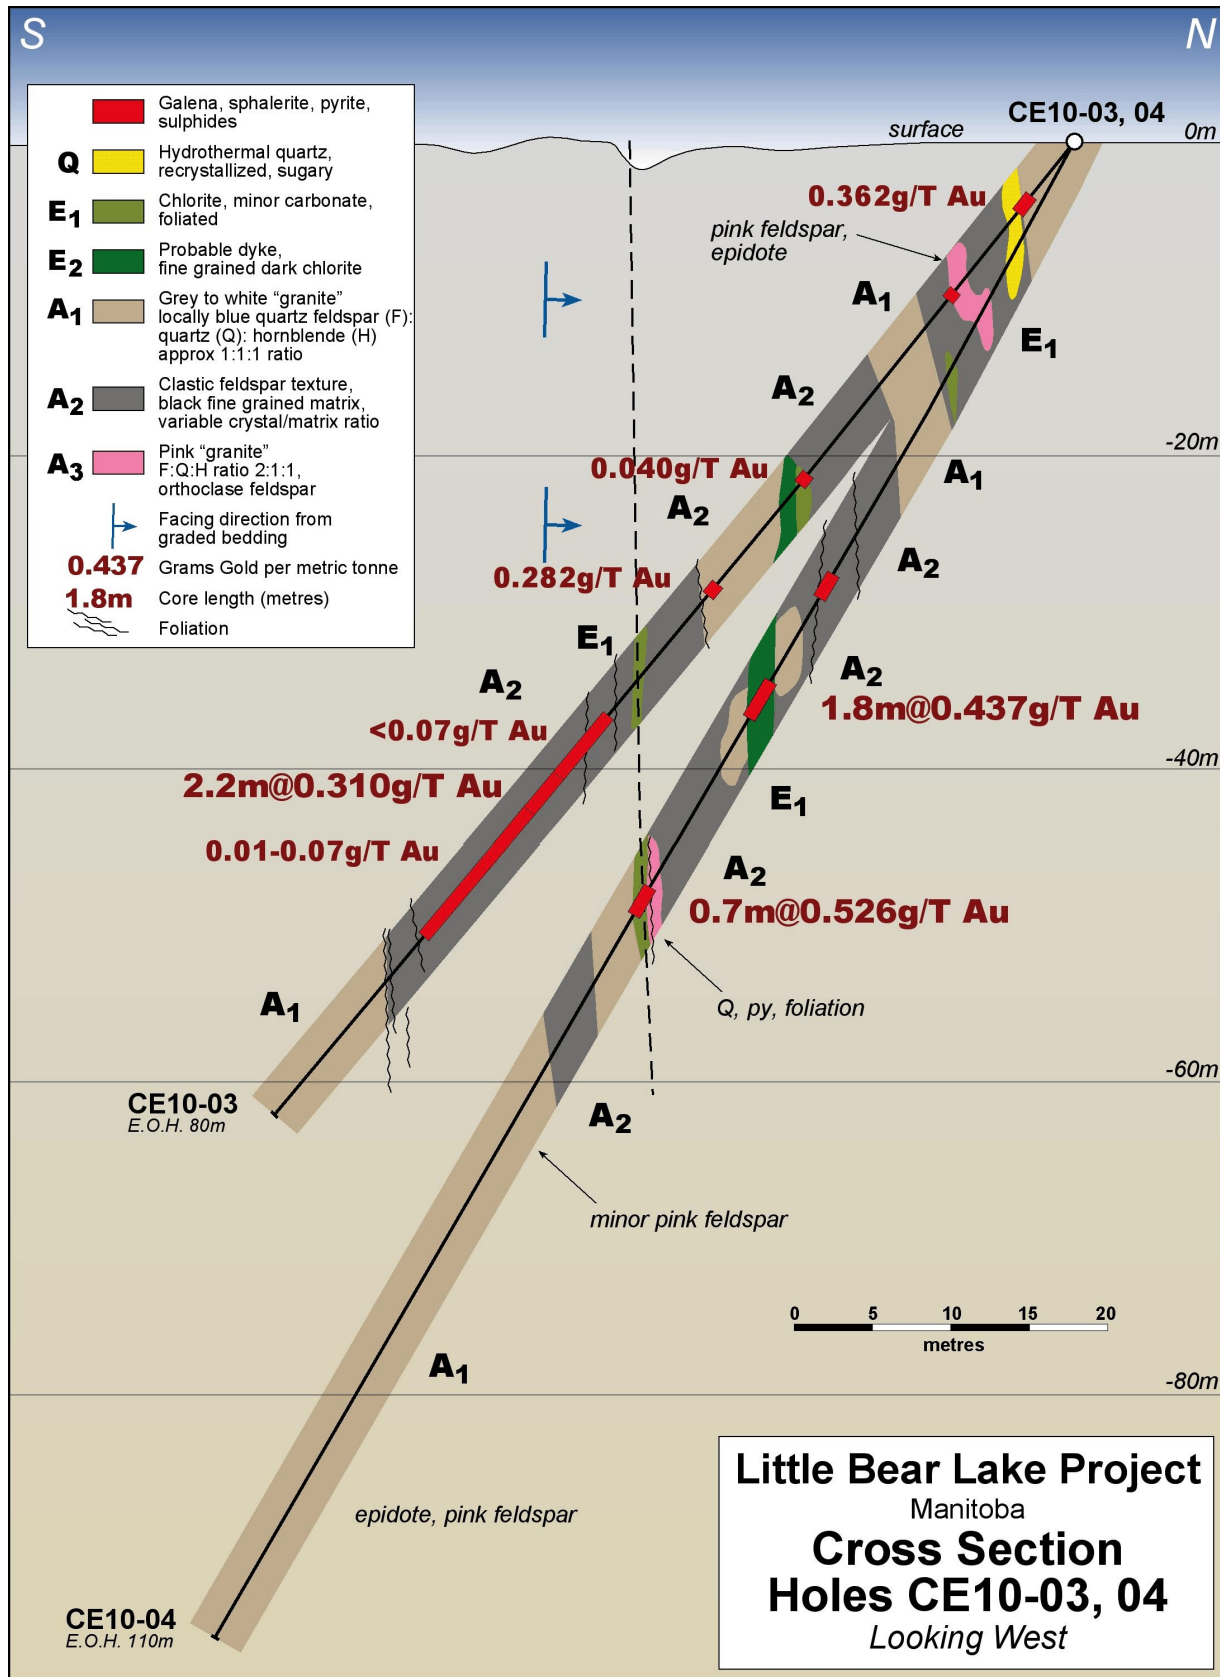 S
N
CE10-03, 04
surface
0m
Galena, sphalerite, pyrite,
sulphides
Q
Hydrothermal quartz,
recrystallized, sugary
E1
Chlorite, minor carbonate,
foliated
E2
Probable dyke,
fine grained dark chlorite
A1
Grey to white “granite”
locally blue quartz feldspar (F):
quartz (Q): hornblende (H)
approx 1:1:1 ratio
A2
Clastic feldspar texture,
black fine grained matrix,
variable crystal/matrix ratio
A3
Pink “granite”
F:Q:H ratio 2:1:1,
orthoclase feldspar
Facing direction from
graded bedding
0.437
Grams Gold per metric tonne
1.8m
Core length (metres)
Foliation
0.362g/T Au
pink feldspar,
epidote
A1
E1
A2
-20m
0.040g/T Au
A1
A2
A2
0.282g/T Au
E1
A2
A2
1.8m@0.437g/T Au
<0.07g/T Au
-40m
2.2m@0.310g/T Au
E1
0.01-0.07g/T Au
A2
0.7m@0.526g/T Au
A1
Q, py, foliation
-60m
CE10-03
E.O.H. 80m
A2
minor pink feldspar
0 5 10 15 20
metres
A1
-80m
epidote, pink feldspar
CE10-04
E.O.H. 110m
Little Bear Lake Project
Manitoba
Cross Section
Holes CE10-03, 04
Looking West